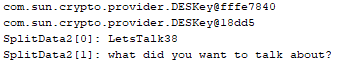 com.sun.crypto.provider.DESKey@fffe7840
com.sun.crypto.provider.DESKey@18dd5
SplitData2[0]: LetsTalk38
SplitData2[1]: what did you want to talk about?